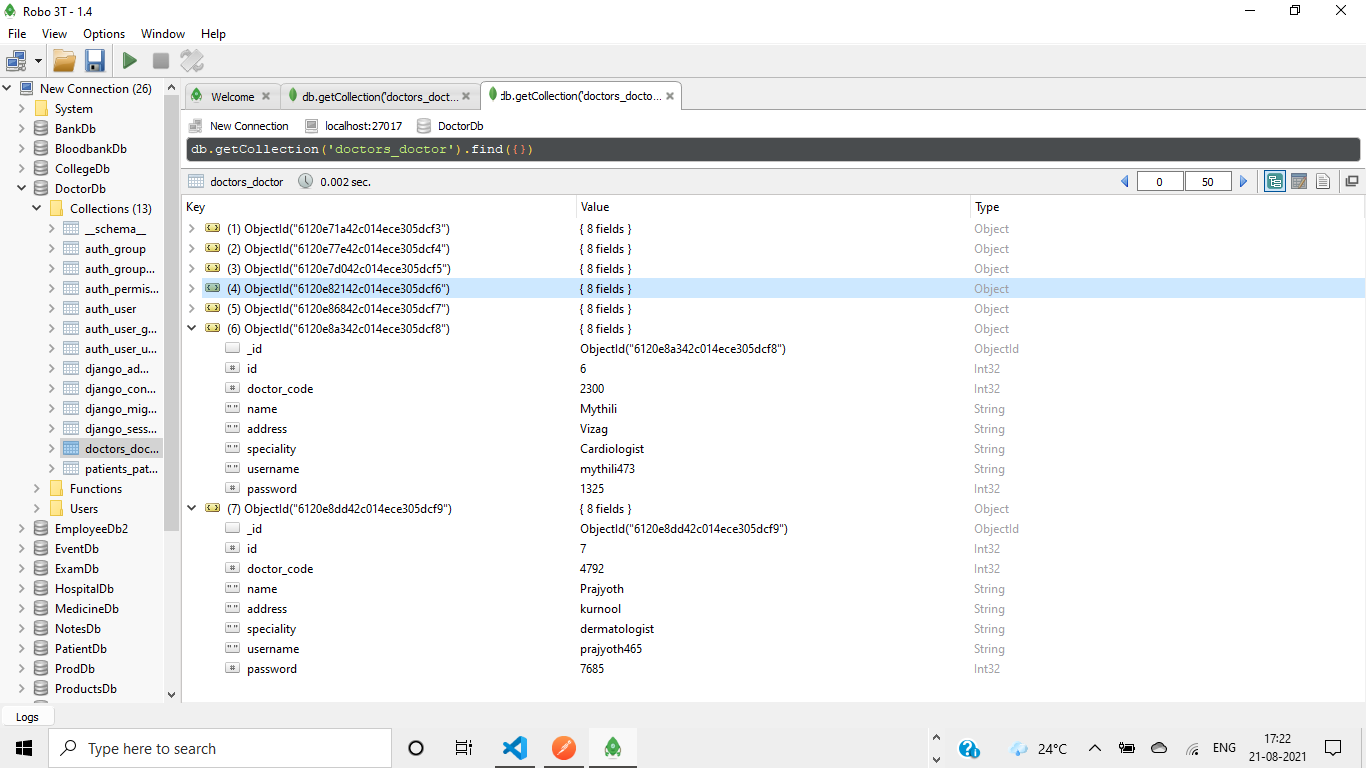 Robo 3T - 1.4
File View Options Window Help
New Connection (26)
System
BankDb
BloodbankDb
CollegeDb
DoctorDb
Collections (13)
__schema__
auth_group
auth_group...
auth_permis...
auth_user
auth_user_g...
auth_user_u...
django_ad...
django_con...
django_mig...
django_sess...
doctors_doc...
patients_pat...
Functions
Users
EmployeeDb2
EventDb
ExamDb
HospitalDb
MedicineDb
NotesDb
PatientDb
ProdDb
ProductsDb
Welcome db.getCollection('doctors_doct... db.getCollection('doctors_docto...
New Connection localhost:27017 DoctorDb
db.getCollection('doctors_doctor').find({})
doctors_doctor 0.002 sec. 0 50
Key Value Type
(1) ObjectId("6120e71a42c014ece305dcf3") { 8 fields } Object
(2) ObjectId("6120e77e42c014ece305dcf4") { 8 fields } Object
(3) ObjectId("6120e7d042c014ece305dcf5") { 8 fields } Object
(4) ObjectId("6120e82142c014ece305dcf6") { 8 fields } Object
(5) ObjectId("6120e86842c014ece305dcf7") { 8 fields } Object
(6) ObjectId("6120e8a342c014ece305dcf8") { 8 fields } Object
_id ObjectId("6120e8a342c014ece305dcf8") ObjectId
# id 6 Int32
# doctor_code 2300 Int32
"" name Mythili String
"" address Vizag String
"" speciality Cardiologist String
"" username mythili473 String
# password 1325 Int32
(7) ObjectId("6120e8dd42c014ece305dcf9") { 8 fields } Object
_id ObjectId("6120e8dd42c014ece305dcf9") ObjectId
# id 7 Int32
# doctor_code 4792 Int32
"" name Prajyoth String
"" address kurnool String
"" speciality dermatologist String
"" username prajyoth465 String
# password 7685 Int32
Logs
Type here to search
24°C ENG 17:22
21-08-2021